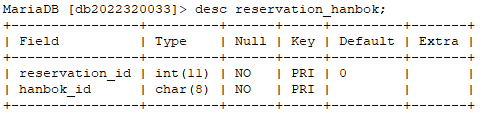 MariaDB [db2022320033]> desc reservation_hanbok;
+----------------+---------+------+-----+---------+-------+
| Field          | Type    | Null | Key | Default | Extra |
+----------------+---------+------+-----+---------+-------+
| reservation_id | int(11) | NO   | PRI | 0       |       |
| hanbok_id      | char(8) | NO   | PRI |         |       |
+----------------+---------+------+-----+---------+-------+